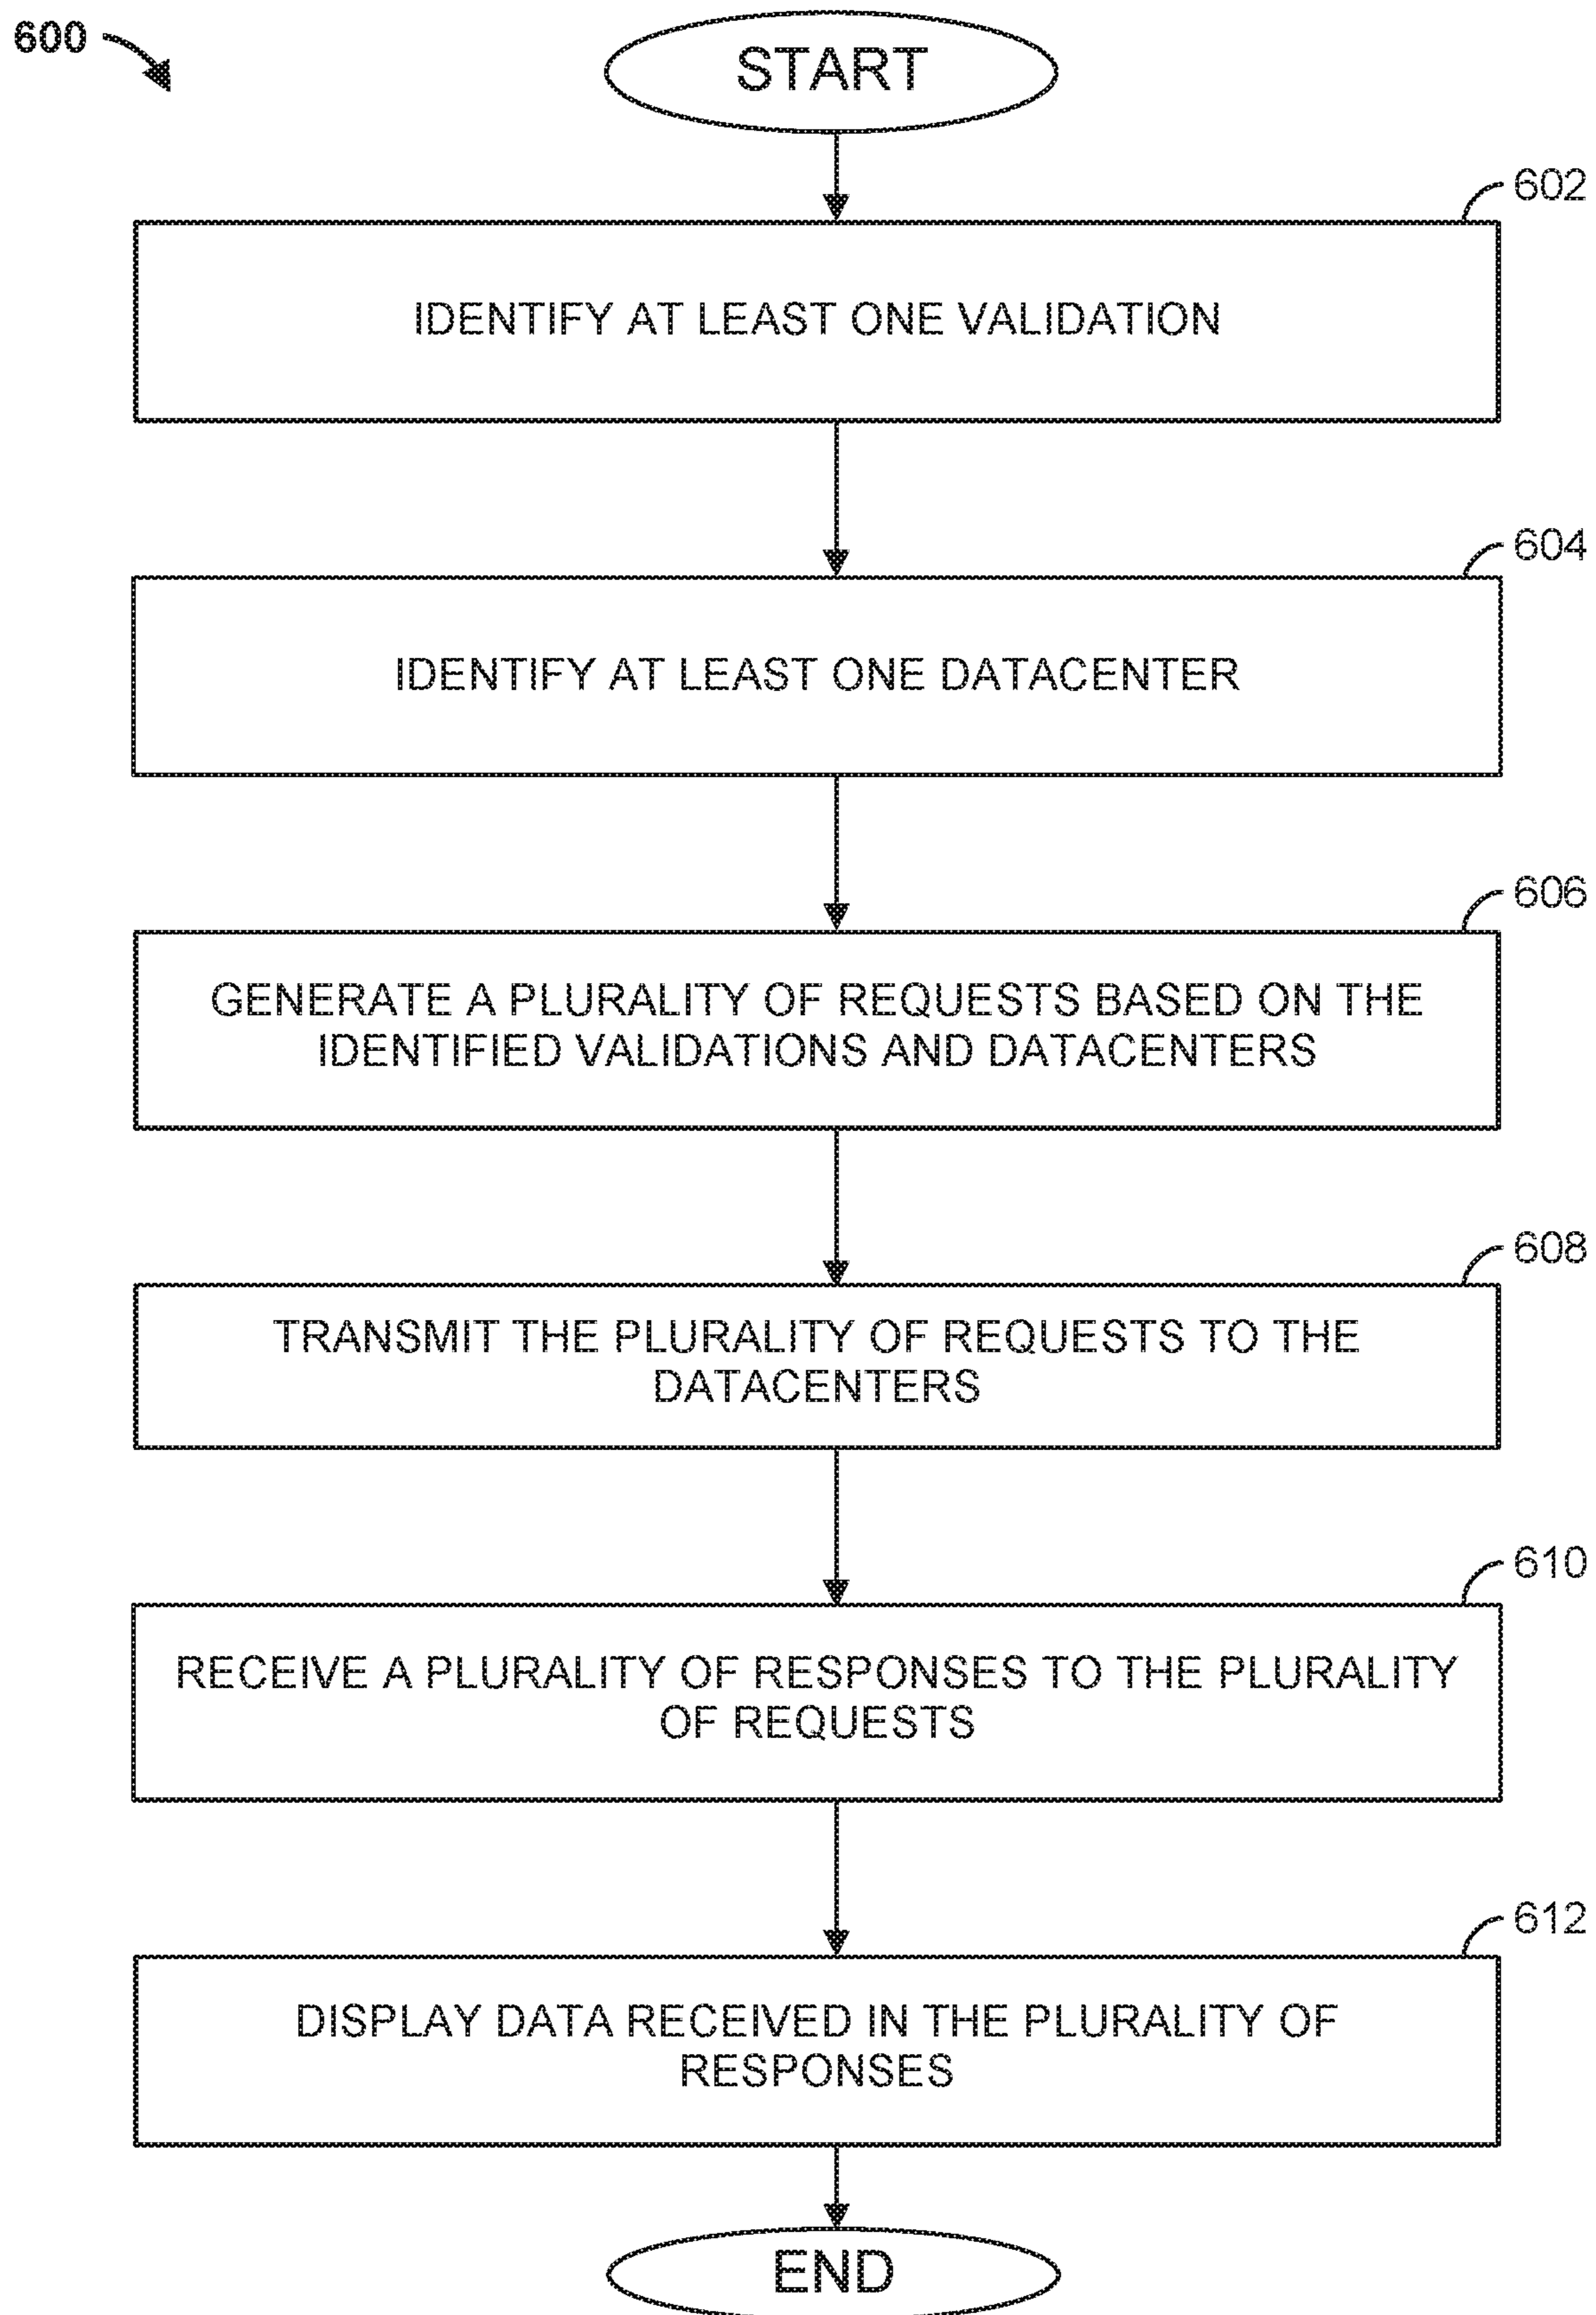 600
START
602
IDENTIFY AT LEAST ONE VALIDATION
604
IDENTIFY AT LEAST ONE DATACENTER
606
GENERATE A PLURALITY OF REQUESTS BASED ON THE
IDENTIFIED VALIDATIONS AND DATACENTERS
608
TRANSMIT THE PLURALITY OF REQUESTS TO THE
DATACENTERS
610
RECEIVE A PLURALITY OF RESPONSES TO THE PLURALITY
OF REQUESTS
612
DISPLAY DATA RECEIVED IN THE PLURALITY OF
RESPONSES
END